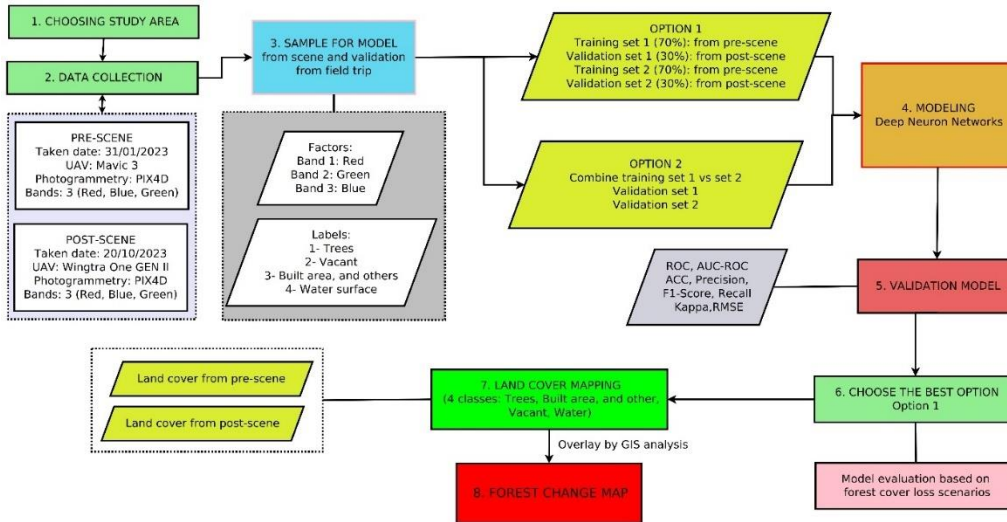 1. CHOOSING STUDY AREA
2. DATA COLLECTION
PRE-SCENE
Taken date: 31/01/2023
UAV: Mavic 3
Photogrammetry: PIX4D
Bands: 3 (Red, Blue, Green)
POST-SCENE
Taken date: 20/10/2023
UAV: Wingtra One GEN II
Photogrammetry: PIX4D
Bands: 3 (Red, Blue, Green)
3. SAMPLE FOR MODEL
from scene and validation
from field trip
Factors:
Band 1: Red
Band 2: Green
Band 3: Blue
Labels:
1- Trees
2- Vacant
3- Built area, and others
4- Water surface
OPTION 1
Training set 1 (70%): from pre-scene
Validation set 1 (30%): from post-scene
Training set 2 (70%): from pre-scene
Validation set 2 (30%): from post-scene
OPTION 2
Combine training set 1 vs set 2
Validation set 1
Validation set 2
4. MODELING
Deep Neuron Networks
ROC, AUC-ROC
ACC, Precision,
F1-Score, Recall
Kappa,RMSE
5. VALIDATION MODEL
6. CHOOSE THE BEST OPTION
Option 1
Model evaluation based on
forest cover loss scenarios
7. LAND COVER MAPPING
(4 classes: Trees, Built area, and other,
Vacant, Water)
Land cover from pre-scene
Land cover from post-scene
Overlay by GIS analysis
8. FOREST CHANGE MAP